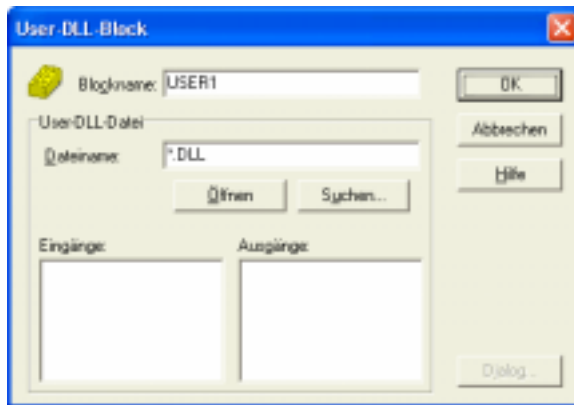 User-DLL-Block
Blockname: USER1
OK
User-DLL-Datei
Abbrechen
Dateiname: *.DLL
Hilfe
Öffnen Suchen...
Eingänge: Ausgänge:
Dialog...